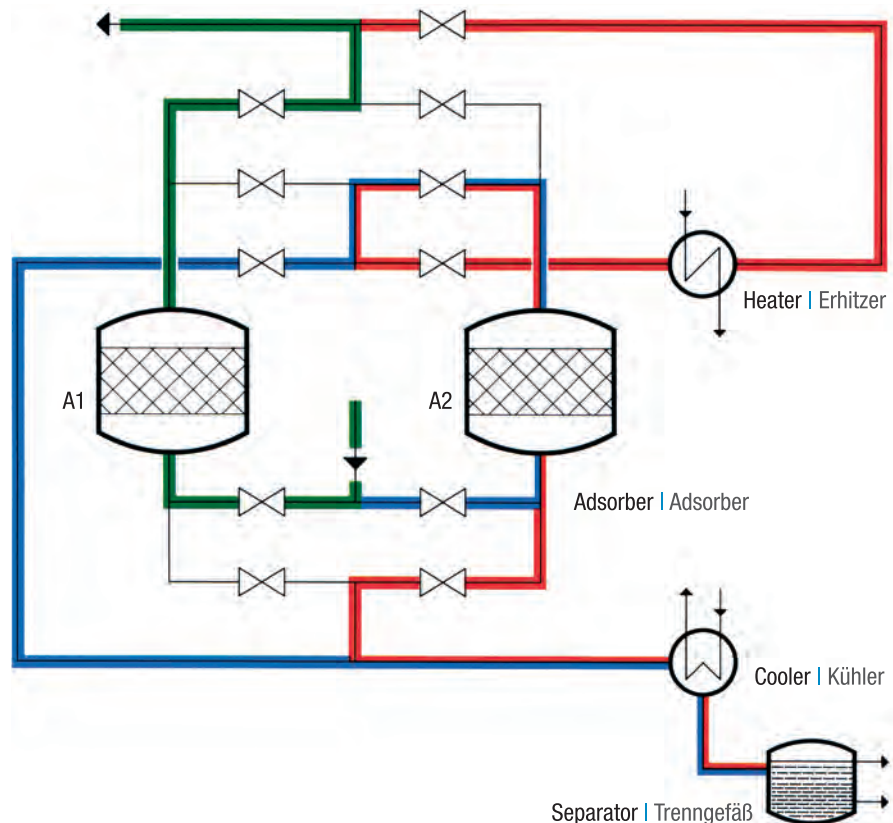 Heater | Erhitzer
A1
A2
Adsorber | Adsorber
Cooler | Kühler
Separator | Trenngefäß